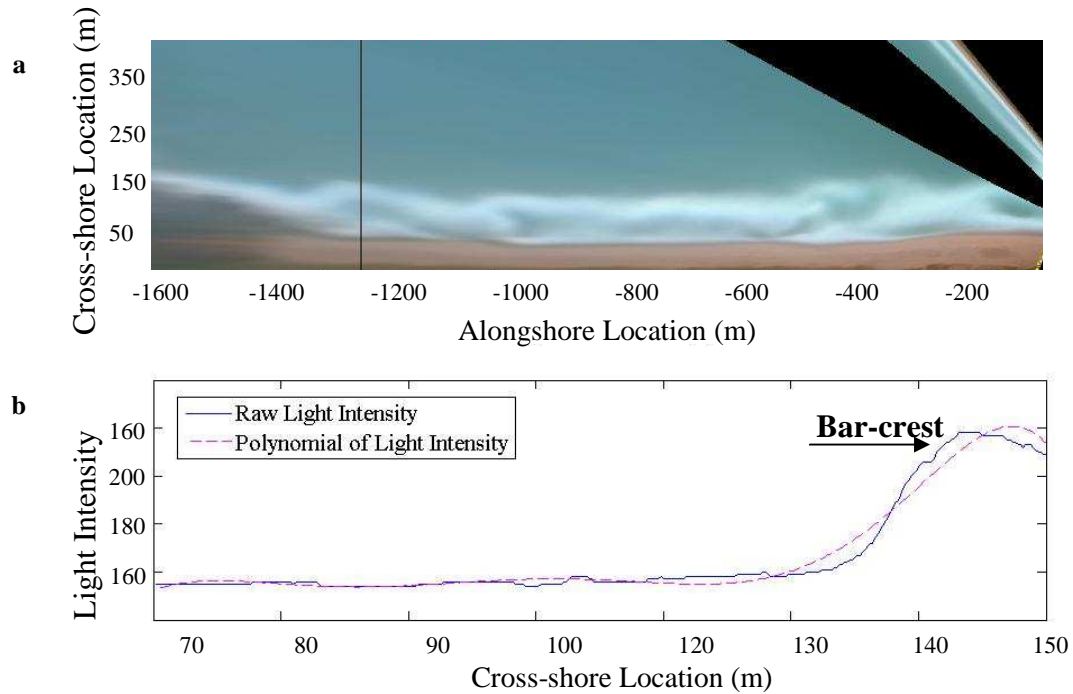 a
Cross-shore Location (m)
350
250
150
50
-1600 -1400 -1200 -1000 -800 -600 -400 -200
Alongshore Location (m)
b
Raw Light Intensity
Polynomial of Light Intensity
Bar-crest
Light Intensity
160
200
180
160
70 80 90 100 120 130 140 150
Cross-shore Location (m)